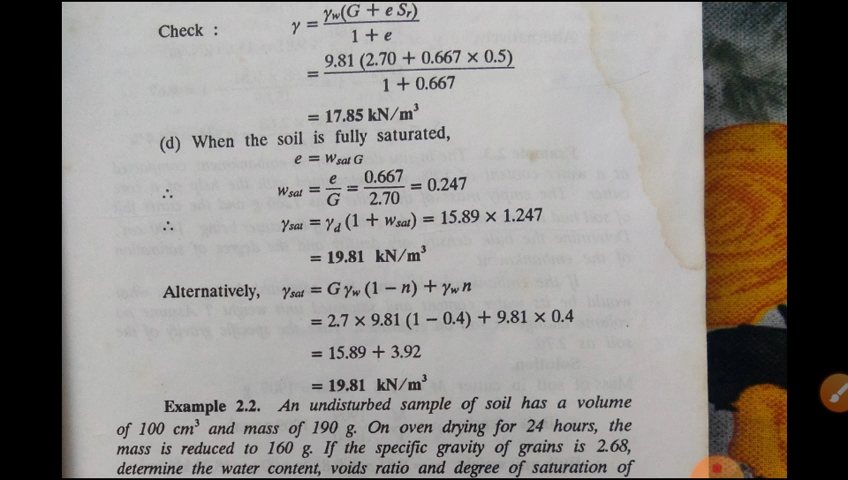 Check : γ = γw(G + e Sr) / 1 + e
= 9.81 (2.70 + 0.667 × 0.5) / 1 + 0.667
= 17.85 kN/m³
(d) When the soil is fully saturated,
e = wsat G
∴ wsat = e/G = 0.667/2.70 = 0.247
∴ γsat = γd (1 + wsat) = 15.89 × 1.247
= 19.81 kN/m³
Alternatively, γsat = G γw (1 − n) + γw n
= 2.7 × 9.81 (1 − 0.4) + 9.81 × 0.4
= 15.89 + 3.92
= 19.81 kN/m³
Example 2.2. An undisturbed sample of soil has a volume
of 100 cm³ and mass of 190 g. On oven drying for 24 hours, the
mass is reduced to 160 g. If the specific gravity of grains is 2.68,
determine the water content, voids ratio and degree of saturation of